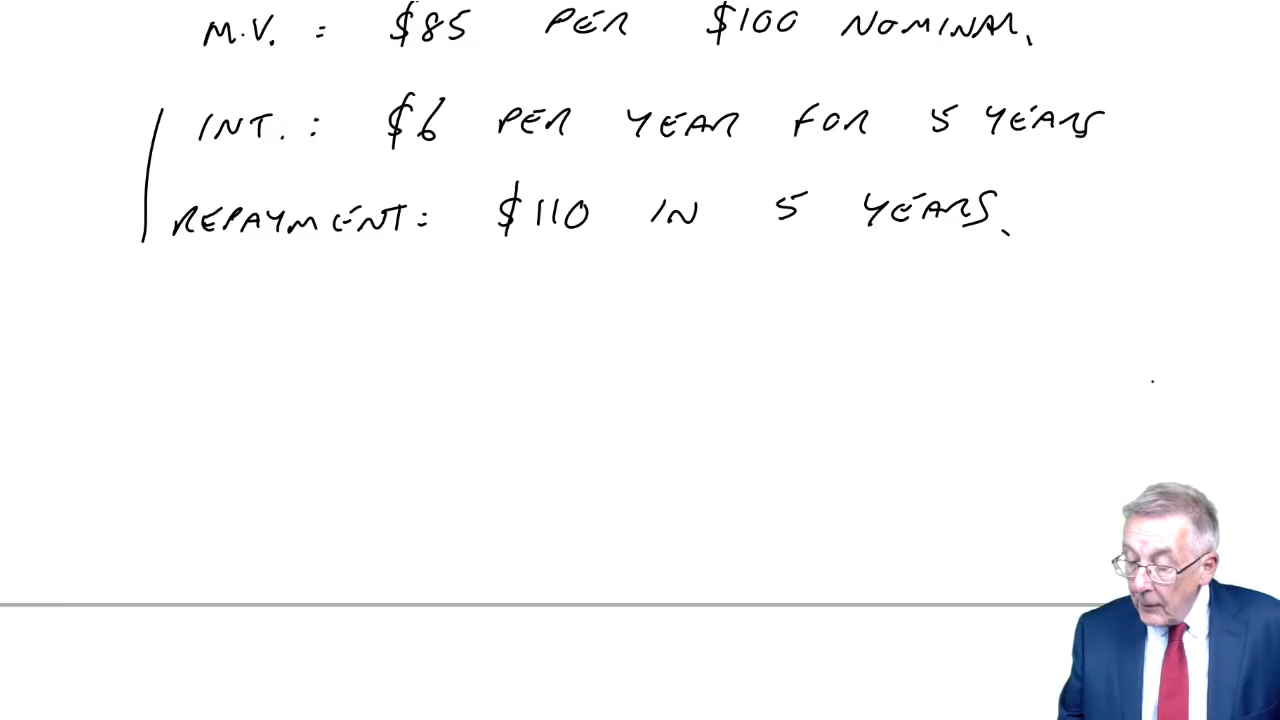 M.V. : $85 PER $100 NOMINAL.
INT. : $6 PER YEAR FOR 5 YEARS
REPAYMENT: $110 IN 5 YEARS.